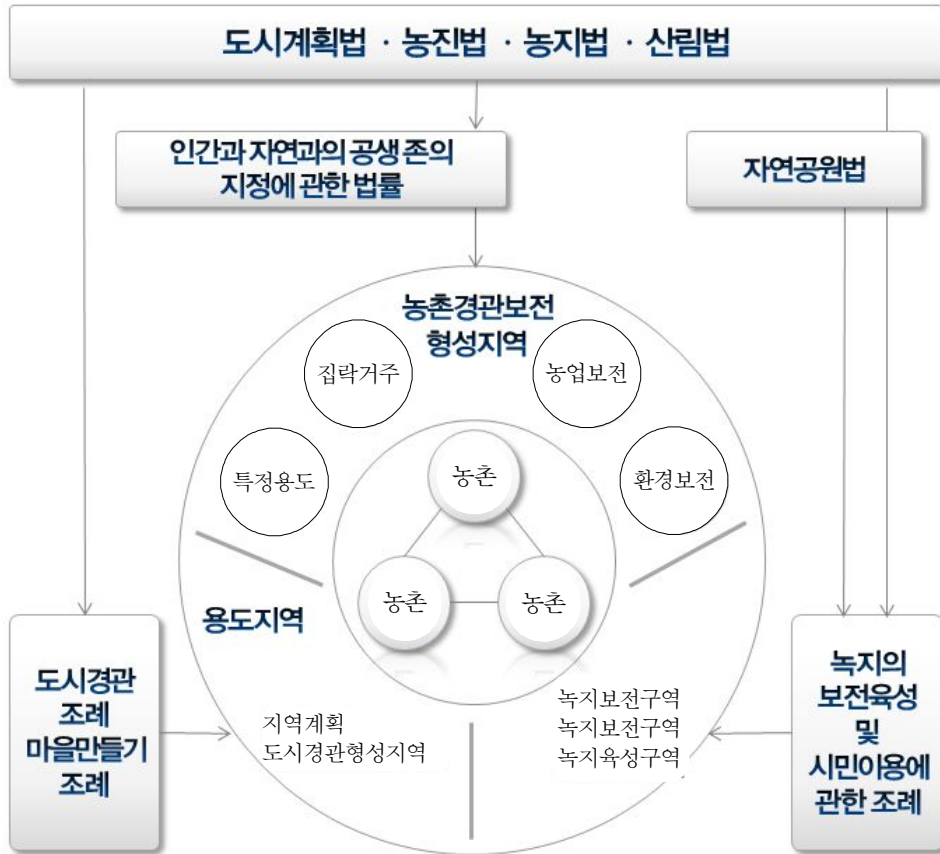 도시계획법 · 농진법 · 농지법 · 산림법
인간과 자연과의 공생 존의
지정에 관한 법률
자연공원법
농촌경관보전
형성지역
집락거주
농업보전
특정용도
환경보전
농촌
농촌
농촌
용도지역
도시경관
조례
마을만들기
조례
지역계획
도시경관형성지역
녹지보전구역
녹지보전구역
녹지육성구역
녹지의
보전육성
및
시민이용에
관한 조례